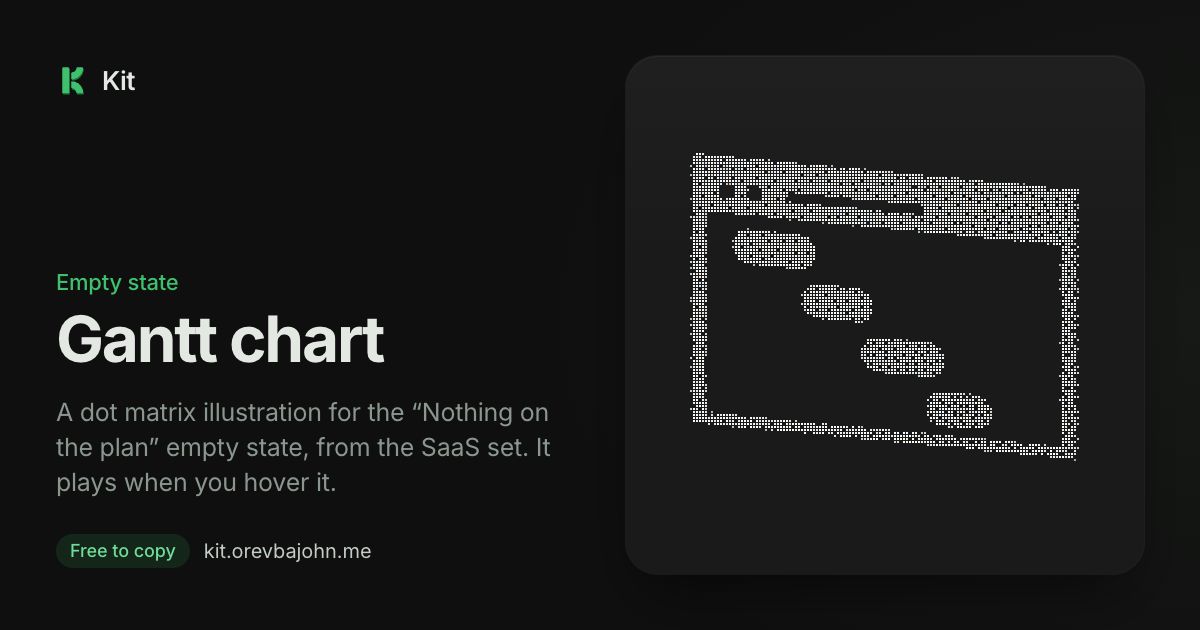 Kit
Empty state
Gantt chart
A dot matrix illustration for the “Nothing on
the plan” empty state, from the SaaS set. It
plays when you hover it.
Free to copy
kit.orevbajohn.me